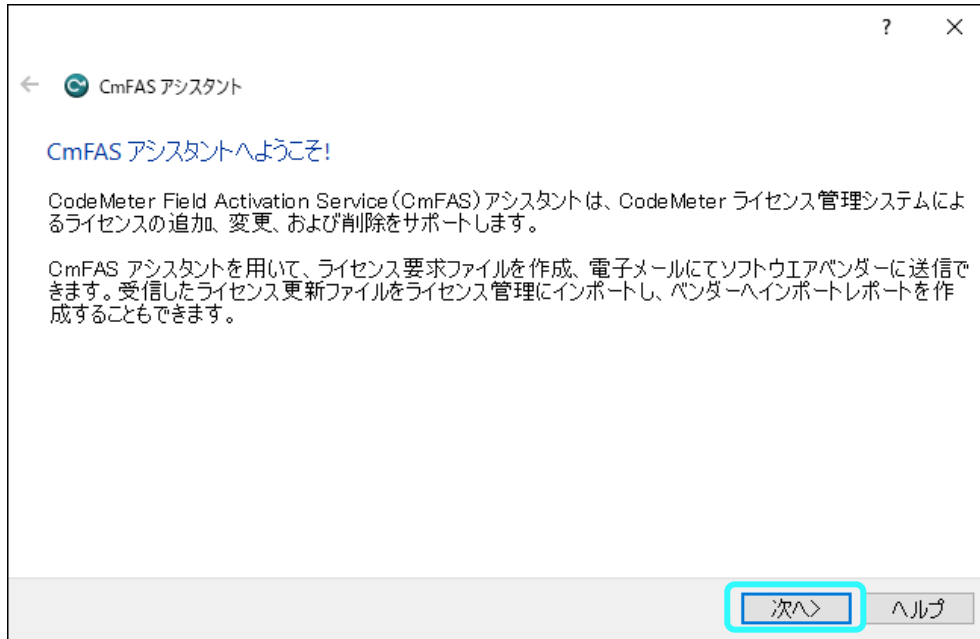 ?
CmFAS アシスタント
CmFAS アシスタントへようこそ!
CodeMeter Field Activation Service(CmFAS)アシスタントは、CodeMeter ライセンス管理システムによ
るライセンスの追加、変更、および削除をサポートします。
CmFAS アシスタントを用いて、ライセンス要求ファイルを作成、電子メールにてソフトウエアベンダーに送信で
きます。受信したライセンス更新ファイルをライセンス管理にインポートし、ベンダーへインポートレポートを作
成することもできます。
次へ> ヘルプ